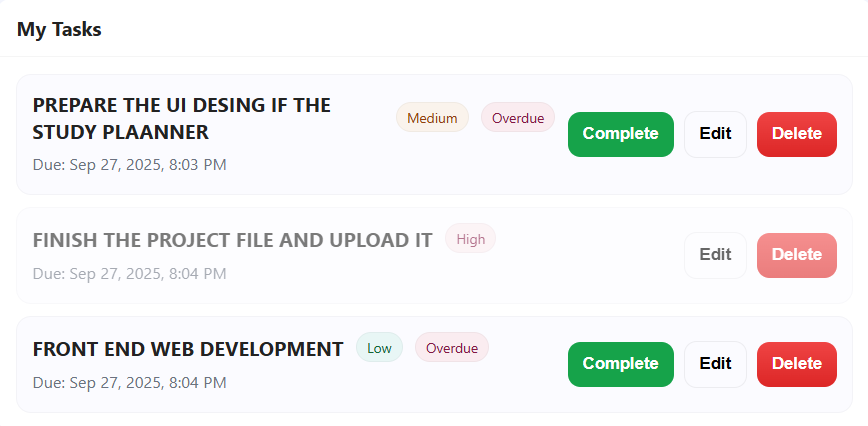 My Tasks
PREPARE THE UI DESING IF THE
STUDY PLAANNER
Medium Overdue Complete Edit Delete
Due: Sep 27, 2025, 8:03 PM
FINISH THE PROJECT FILE AND UPLOAD IT High Edit Delete
Due: Sep 27, 2025, 8:04 PM
FRONT END WEB DEVELOPMENT Low Overdue Complete Edit Delete
Due: Sep 27, 2025, 8:04 PM